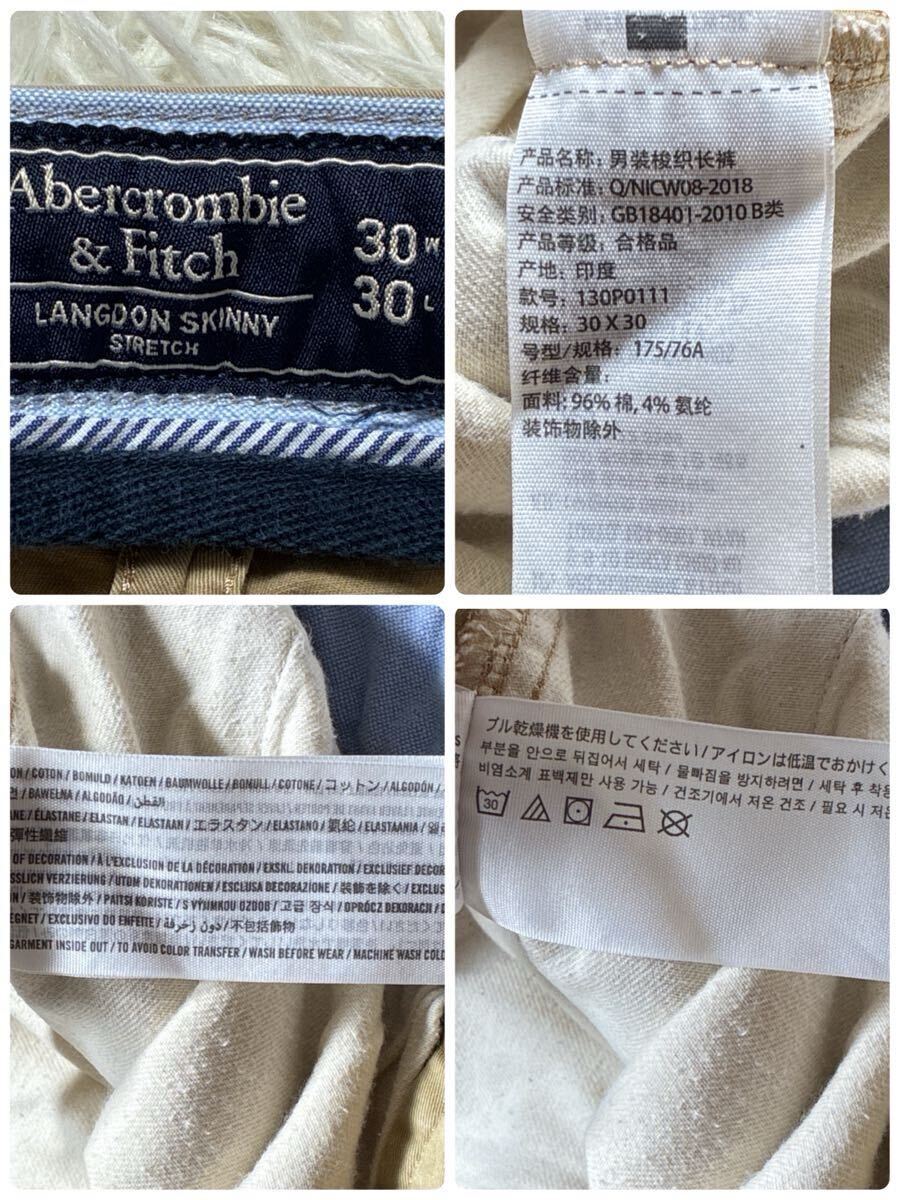 Abercrombie
& Fitch
30 W
30 L
LANGDON SKINNY
STRETCH
产品名称: 男装梭织长裤
产品标准: Q/NICW08-2018
安全类别: GB18401-2010 B类
产品等级: 合格品
产地: 印度
款号: 130P0111
规格: 30 X 30
号型/规格: 175/76A
纤维含量:
面料: 96% 棉, 4% 氨纶
装饰物除外
ON / COTON / BOMULD / KATOEN / BAUMWOLLE / BOMULL / COTONE / コットン / ALGODÓN /
/ BAWEŁNA / ALGODÃO / القطن
NE / ÉLASTANE / ELASTAN / ELASTAAN / エラスタン / ELASTANO / 氨纶 / ELASTAANIA /
彈性纖維
OF DECORATION / À L'EXCLUSION DE LA DÉCORATION / EKSKL. DEKORATION / EXCLUSIEF DECOR
SSLICH VERZIERUNG / UTOM DEKORATIONEN / ESCLUSA DECORAZIONE / 装飾を除く / EXCLUS
/ 装饰物除外 / PAITSI KORISTE / S VÝJIMKOU OZDOB / 고급 장식 / OPRÓCZ DEKORACJI /
EGNET / EXCLUSIVO DO ENFEITE / دون زخرفة / 不包括飾物
GARMENT INSIDE OUT / TO AVOID COLOR TRANSFER / WASH BEFORE WEAR / MACHINE WASH COLD
ブル乾燥機を使用してください / アイロンは低温でおかけく
부분을 안으로 뒤집어서 세탁 / 물빠짐을 방지하려면 / 세탁 후 착용
비염소계 표백제만 사용 가능 / 건조기에서 저온 건조 / 필요 시 저온
30